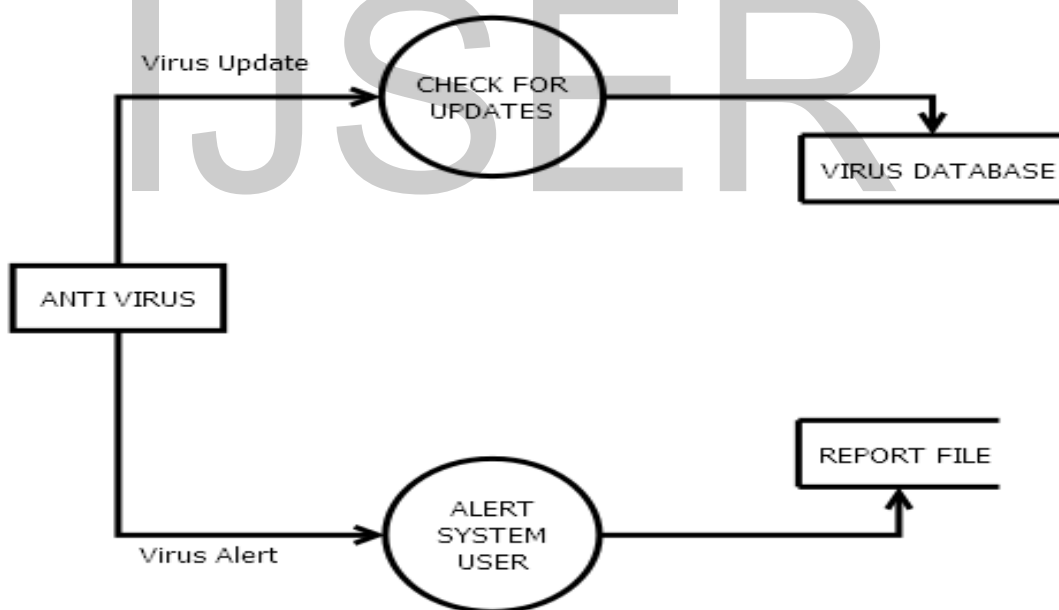 IJSER
Virus Update
CHECK FOR
UPDATES
VIRUS DATABASE
ANTI VIRUS
REPORT FILE
ALERT
SYSTEM
USER
Virus Alert